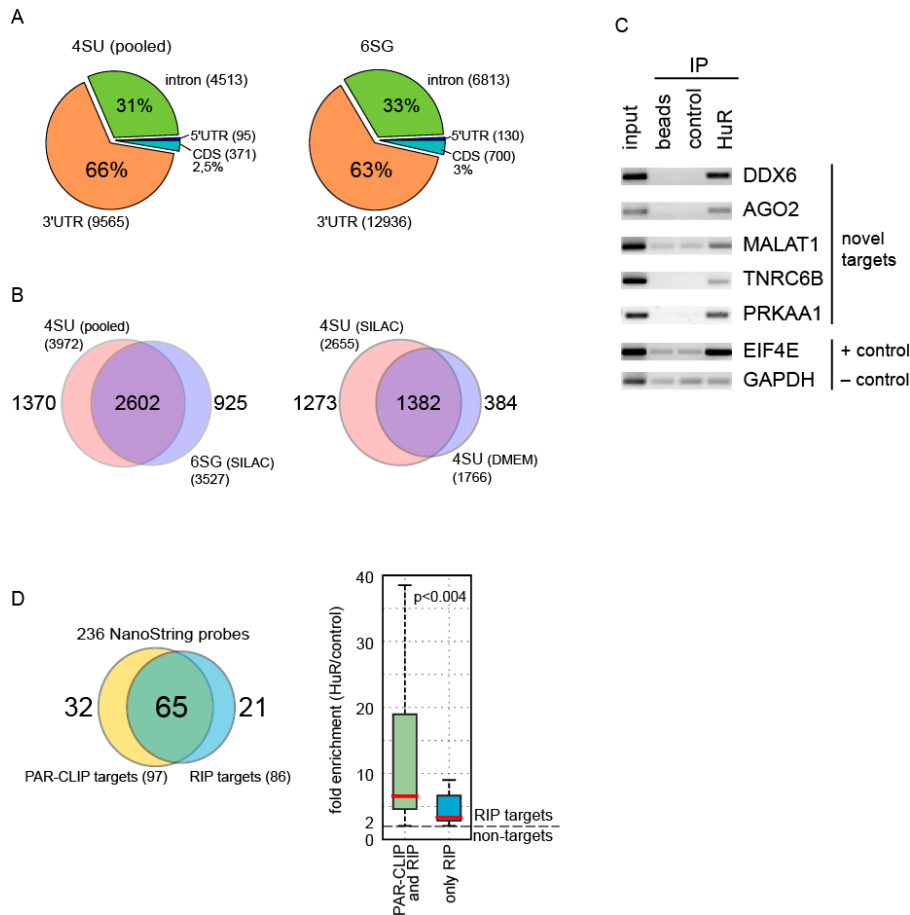 A
4SU (pooled)
intron (4513)
31%
5'UTR (95)
CDS (371)
2,5%
66%
3'UTR (9565)
6SG
intron (6813)
33%
5'UTR (130)
CDS (700)
3%
63%
3'UTR (12936)
B
4SU (pooled)
(3972)
1370
2602
925
6SG (SILAC)
(3527)
4SU (SILAC)
(2655)
1273
1382
384
4SU (DMEM)
(1766)
C
IP
input
beads
control
HuR
DDX6
AGO2
MALAT1
TNRC6B
PRKAA1
novel
targets
EIF4E
+ control
GAPDH
– control
D
236 NanoString probes
32
65
21
PAR-CLIP targets (97)
RIP targets (86)
fold enrichment (HuR/control)
40
30
20
10
2
0
p<0.004
RIP targets
non-targets
PAR-CLIP
and RIP
only RIP